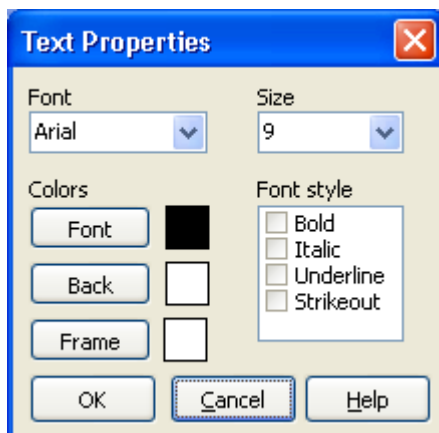 Text Properties
Font Size
Arial 9
Colors Font style
Font
Back
Frame
Bold
Italic
Underline
Strikeout
OK Cancel Help